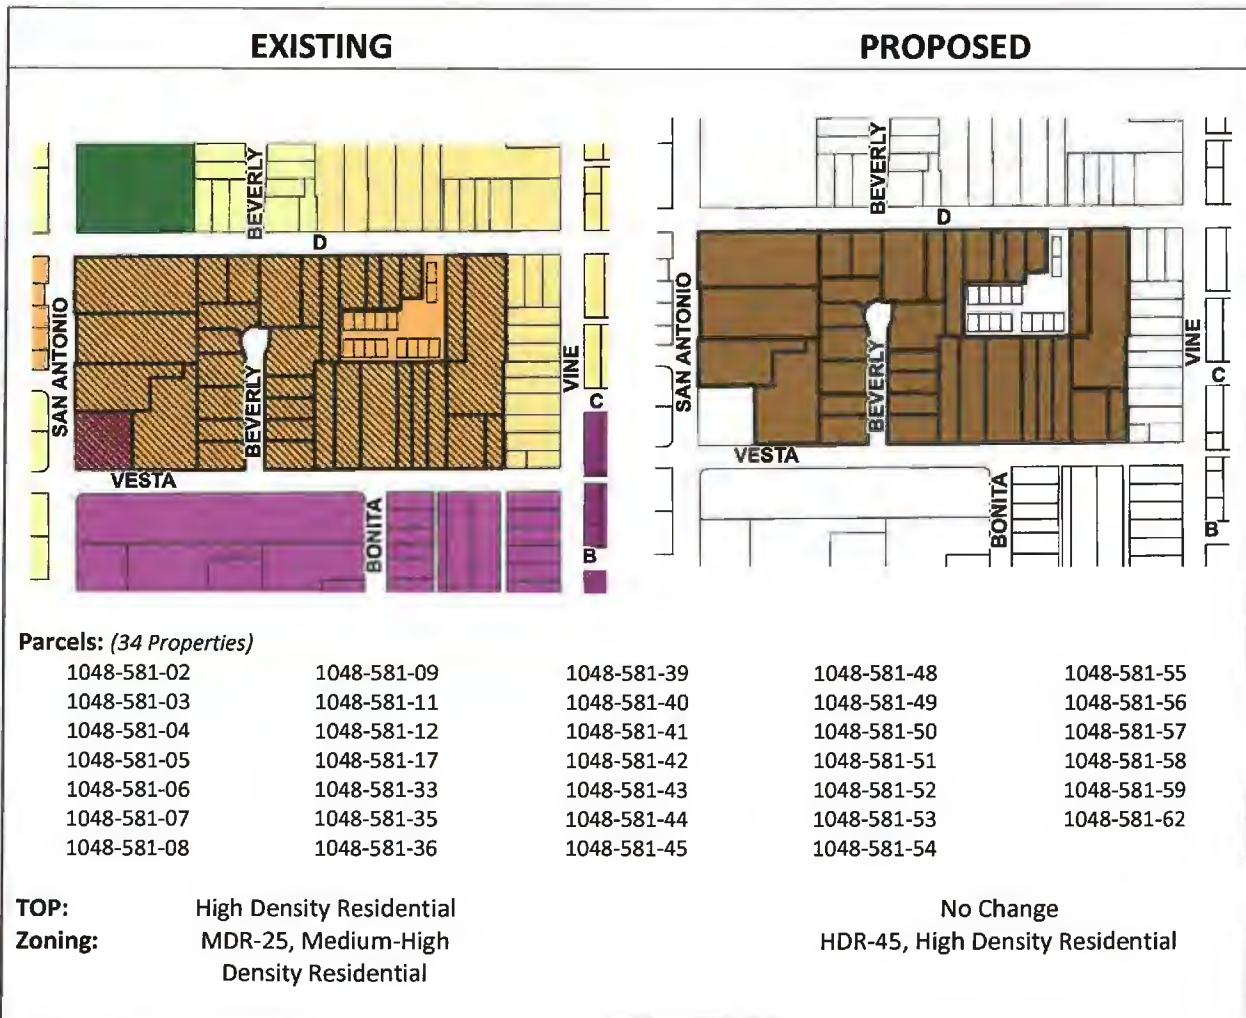 EXISTING
PROPOSED
BEVERLY
D
SAN ANTONIO
BEVERLY
VINE
C
VESTA
BONITA
B
BEVERLY
D
SAN ANTONIO
BEVERLY
VINE
C
VESTA
BONITA
B
Parcels: (34 Properties)
1048-581-02 1048-581-09 1048-581-39 1048-581-48 1048-581-55
1048-581-03 1048-581-11 1048-581-40 1048-581-49 1048-581-56
1048-581-04 1048-581-12 1048-581-41 1048-581-50 1048-581-57
1048-581-05 1048-581-17 1048-581-42 1048-581-51 1048-581-58
1048-581-06 1048-581-33 1048-581-43 1048-581-52 1048-581-59
1048-581-07 1048-581-35 1048-581-44 1048-581-53 1048-581-62
1048-581-08 1048-581-36 1048-581-45 1048-581-54
TOP: High Density Residential No Change
Zoning: MDR-25, Medium-High HDR-45, High Density Residential
Density Residential